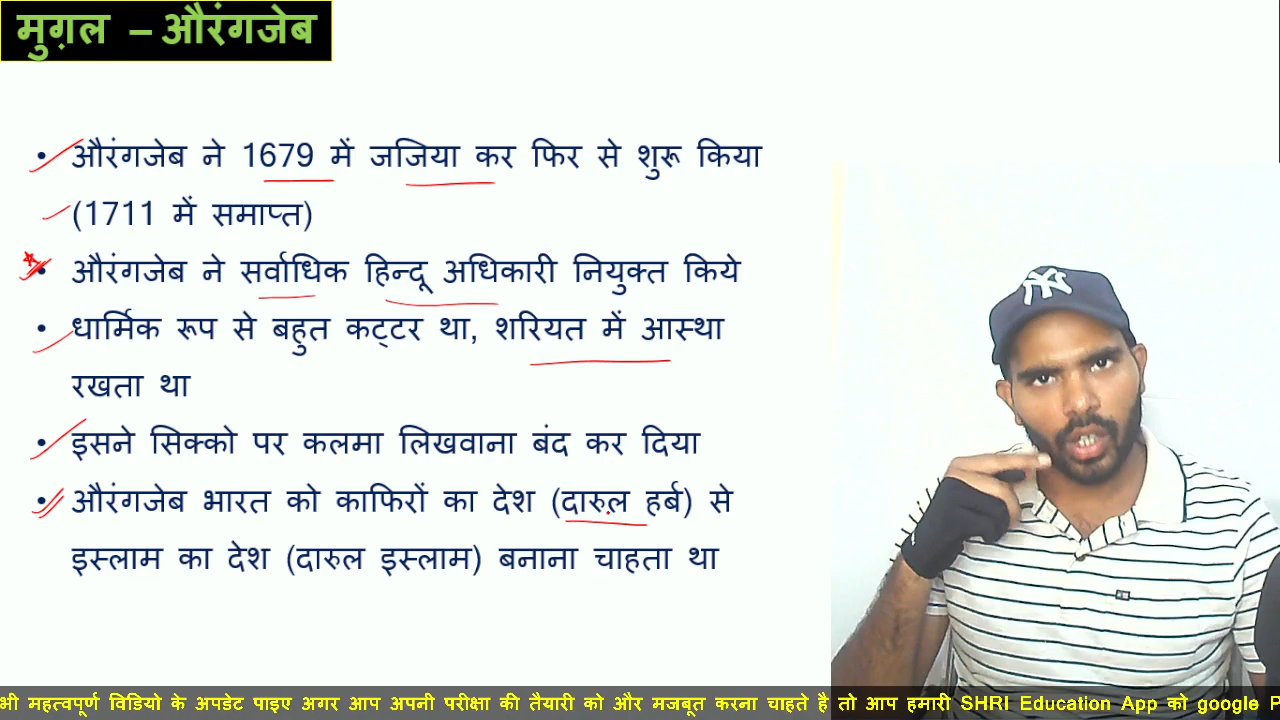 मुग़ल – औरंगजेब
• औरंगजेब ने 1679 में जजिया कर फिर से शुरू किया
(1711 में समाप्त)
• औरंगजेब ने सर्वाधिक हिन्दू अधिकारी नियुक्त किये
• धार्मिक रूप से बहुत कट्टर था, शरियत में आस्था
रखता था
• इसने सिक्को पर कलमा लिखवाना बंद कर दिया
• औरंगजेब भारत को काफिरों का देश (दारुल हर्ब) से
इस्लाम का देश (दारुल इस्लाम) बनाना चाहता था
NY
भी महत्वपूर्ण विडियो के अपडेट पाइए अगर आप अपनी परीक्षा की तैयारी को और मजबूत करना चाहते है तो आप हमारी SHRI Education App को google P